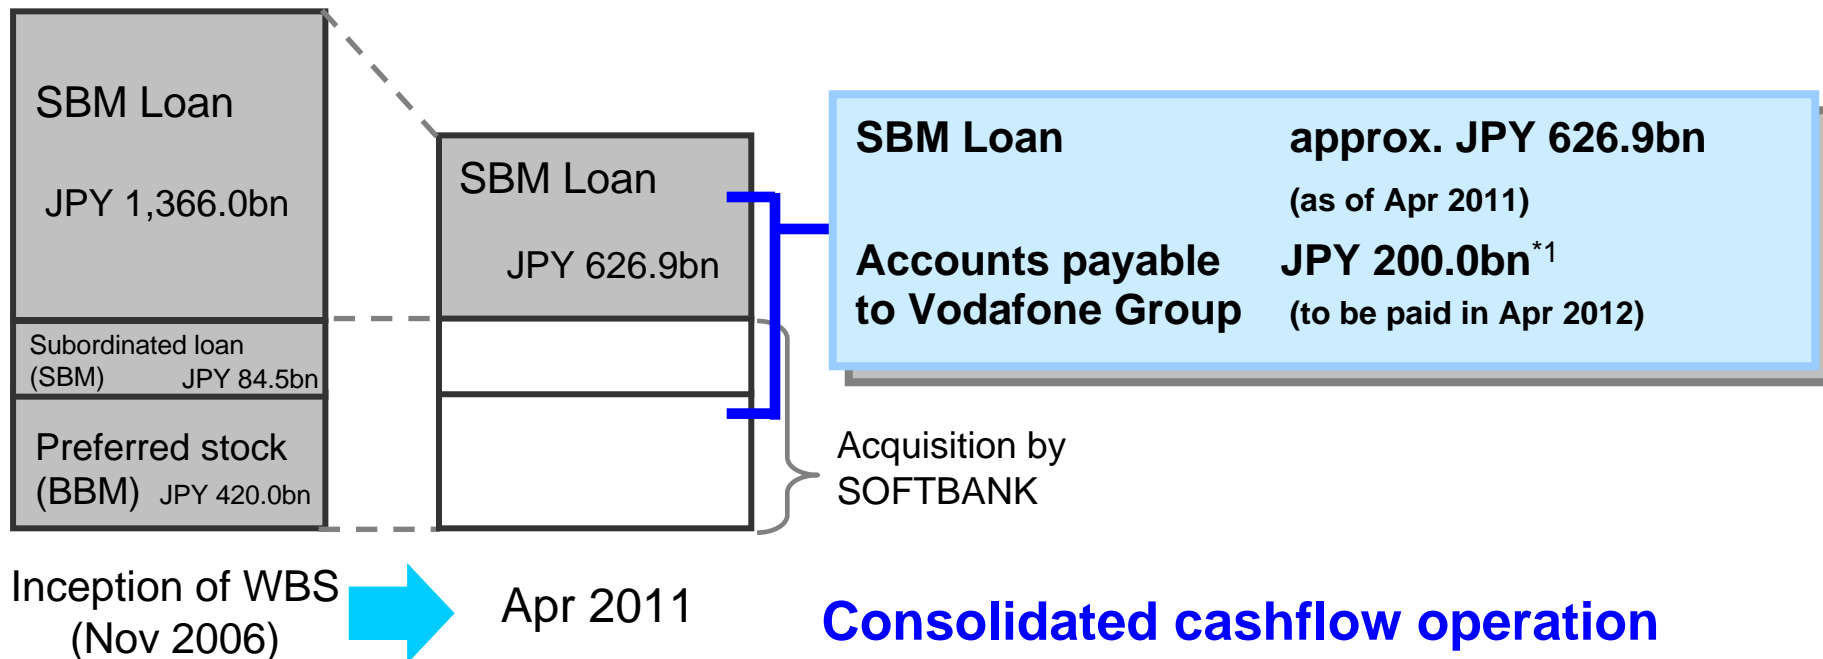 SBM Loan
JPY 1,366.0bn
Subordinated loan
(SBM) JPY 84.5bn
Preferred stock
(BBM) JPY 420.0bn
Inception of WBS
(Nov 2006)
SBM Loan
JPY 626.9bn
Apr 2011
SBM Loan approx. JPY 626.9bn
(as of Apr 2011)
Accounts payable JPY 200.0bn*1
to Vodafone Group (to be paid in Apr 2012)
Acquisition by
SOFTBANK
Consolidated cashflow operation